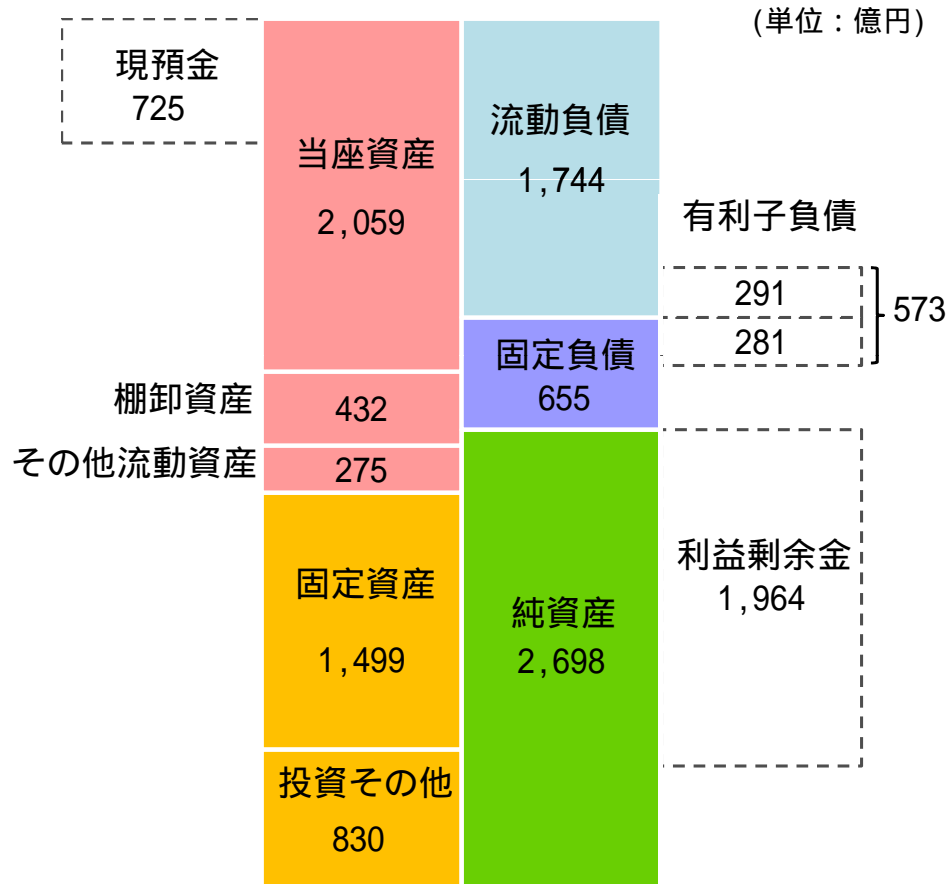 (単位：億円)
現預金
725
当座資産
2,059
流動負債
1,744
有利子負債
291
281
573
固定負債
655
棚卸資産
432
その他流動資産
275
固定資産
1,499
純資産
2,698
利益剰余金
1,964
投資その他
830